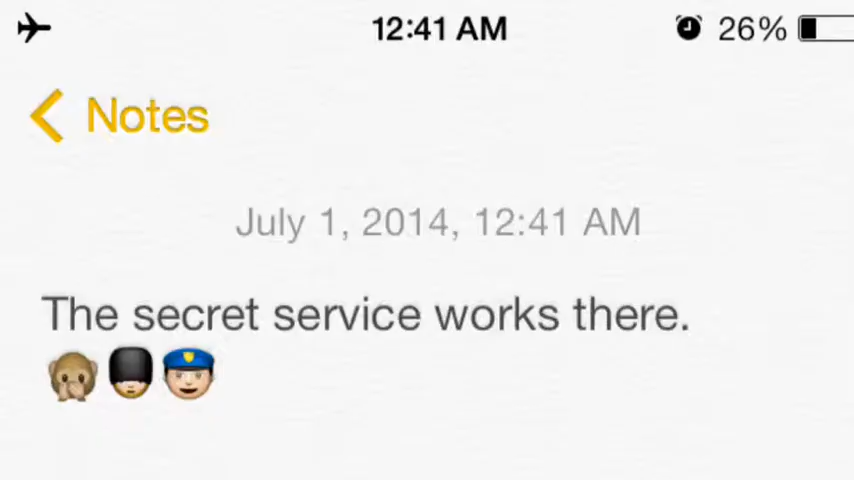 12:41 AM 26%
Notes
July 1, 2014, 12:41 AM
The secret service works there.
🙊💂👮